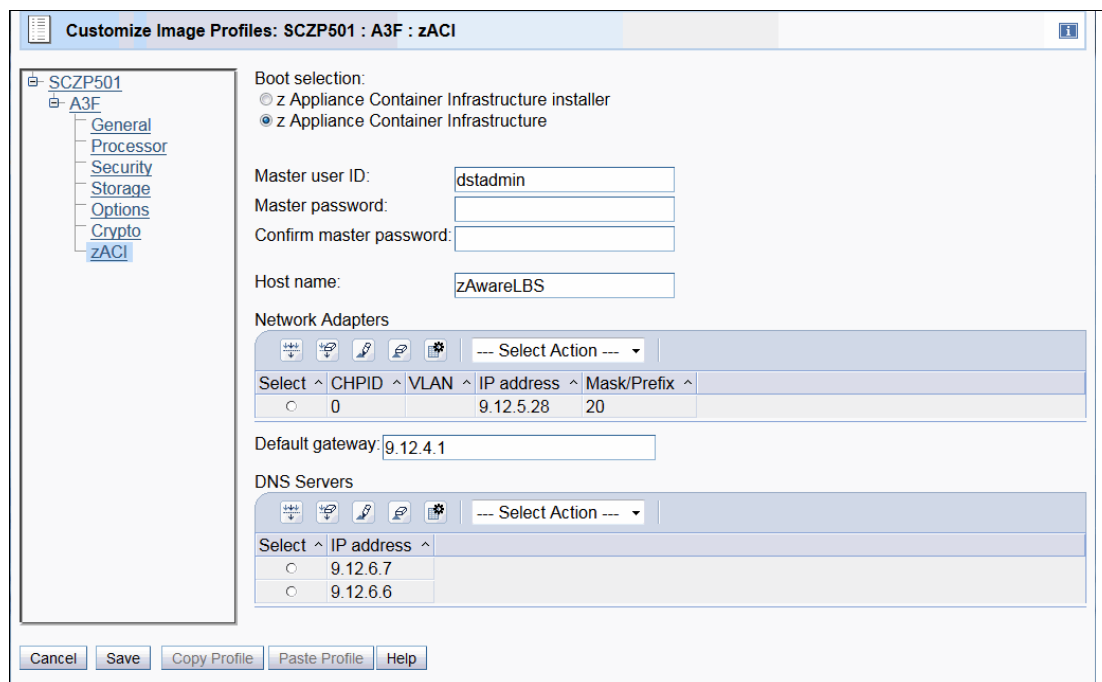 Customize Image Profiles: SCZP501 : A3F : zACI
SCZP501
A3F
General
Processor
Security
Storage
Options
Crypto
zACI
Boot selection:
z Appliance Container Infrastructure installer
z Appliance Container Infrastructure
Master user ID: dstadmin
Master password:
Confirm master password:
Host name: zAwareLBS
Network Adapters
--- Select Action ---
Select CHPID VLAN IP address Mask/Prefix
0 9.12.5.28 20
Default gateway: 9.12.4.1
DNS Servers
--- Select Action ---
Select IP address
9.12.6.7
9.12.6.6
Cancel Save Copy Profile Paste Profile Help